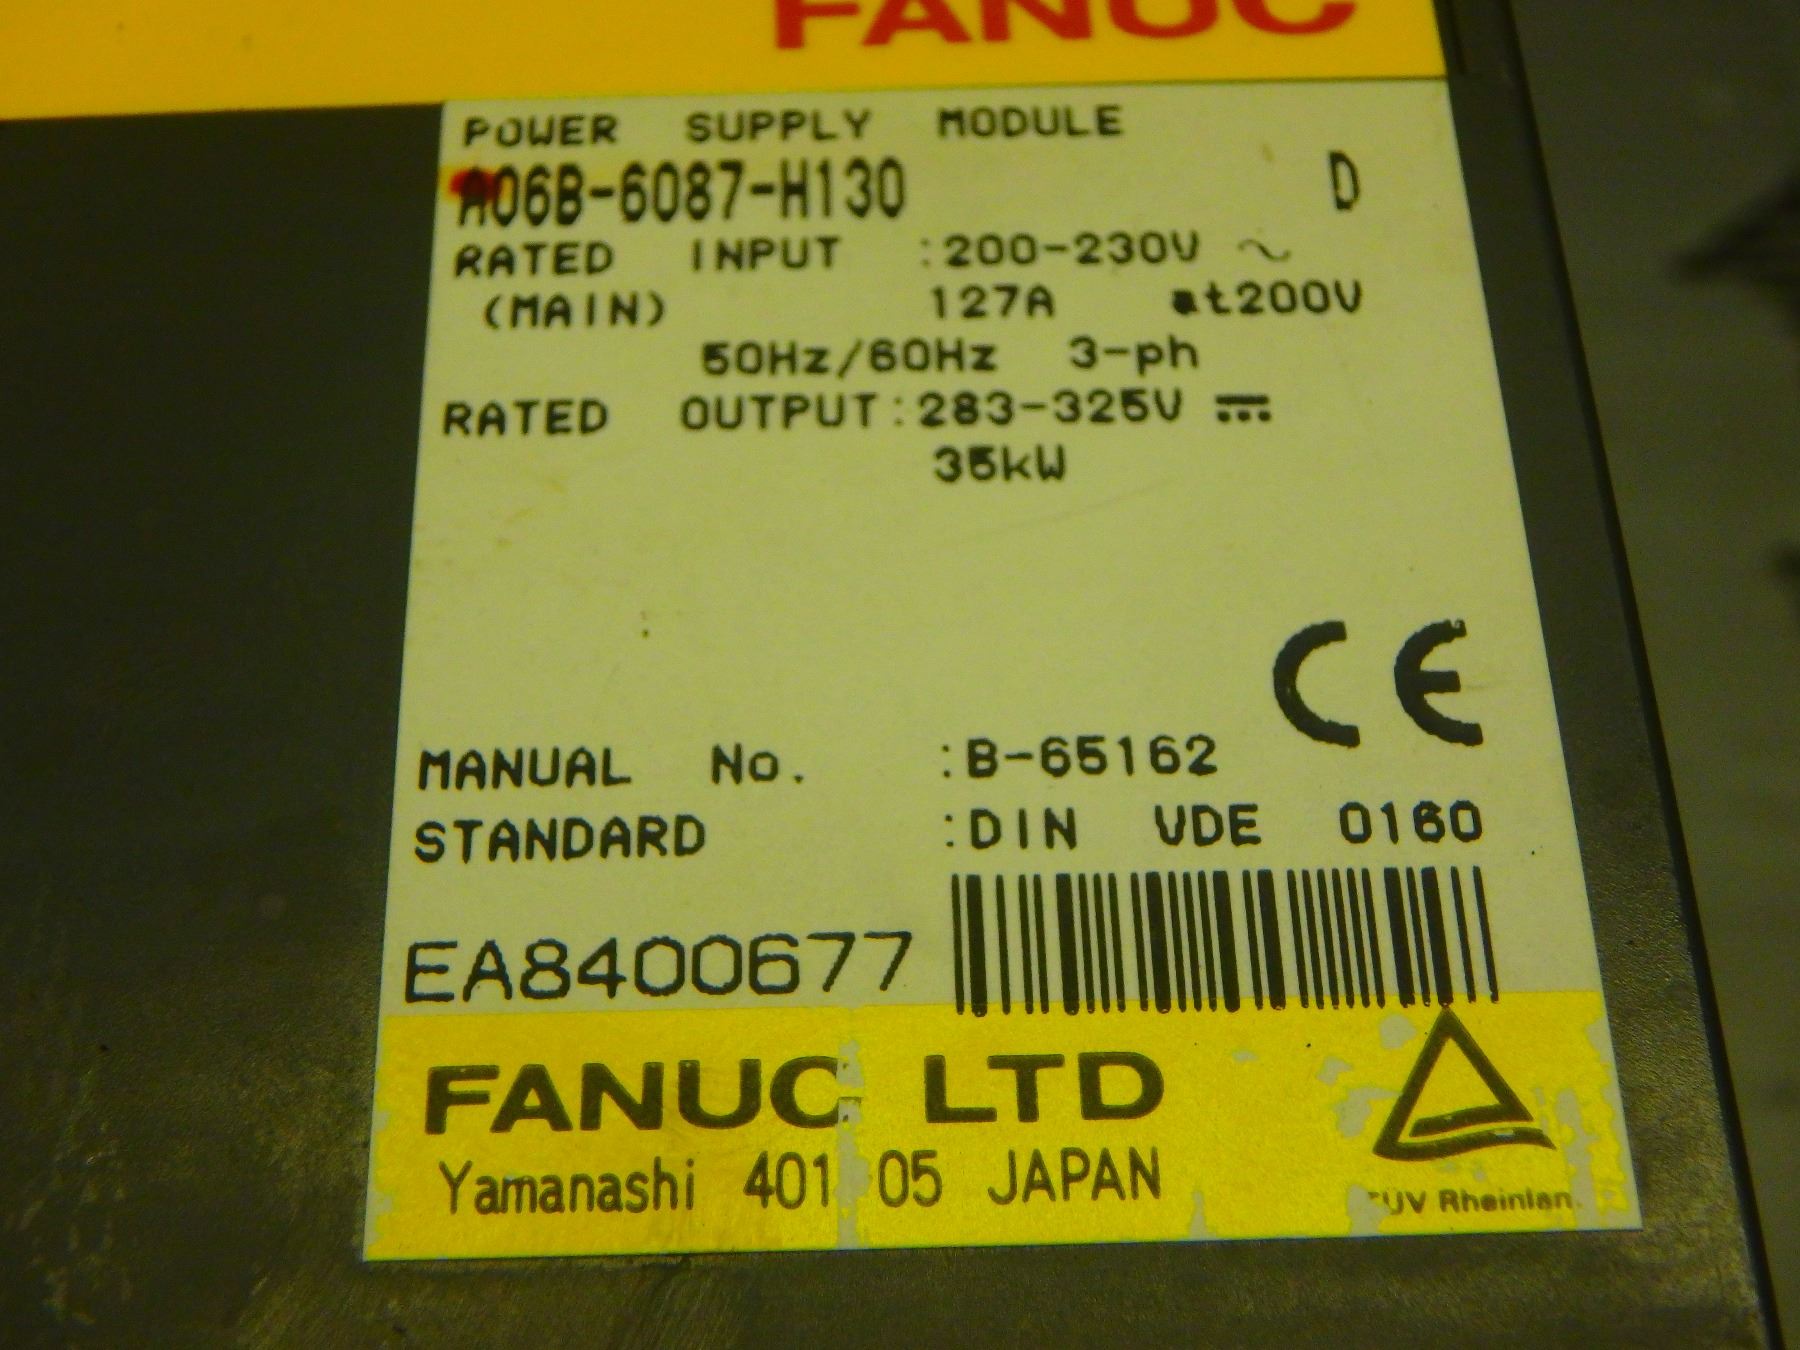 FANUC
POWER SUPPLY MODULE
A06B-6087-H130 D
RATED INPUT :200-230V ~
(MAIN) 127A at200V
50Hz/60Hz 3-ph
RATED OUTPUT:283-325V ⎓
35kW
CE
MANUAL No. :B-65162
STANDARD :DIN VDE 0160
EA8400677
FANUC LTD
Yamanashi 401 05 JAPAN
ÜV Rheinlan